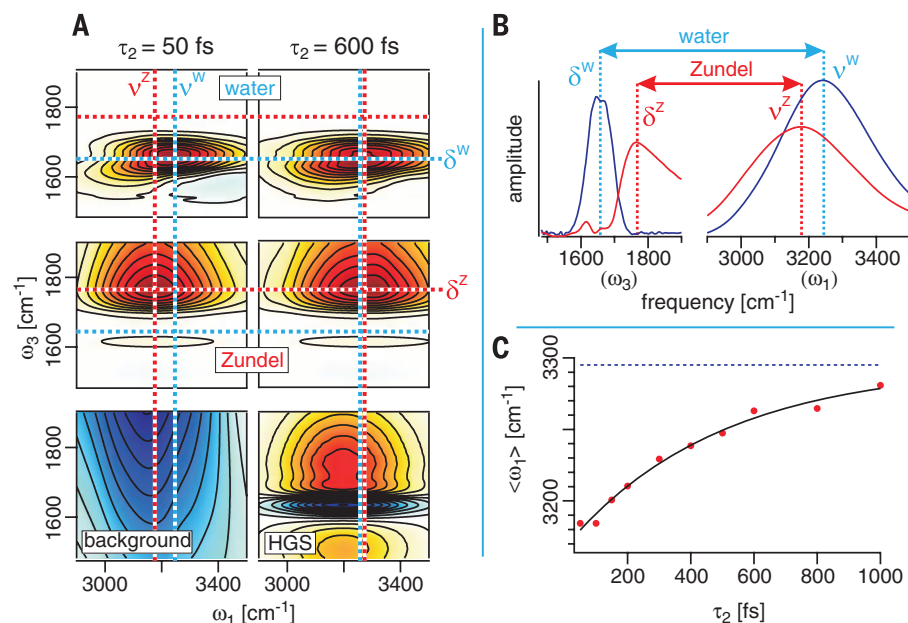 A
τ₂ = 50 fs
τ₂ = 600 fs
νᶻ
νʷ
water
1800
1600
δʷ
1800
1600
δᶻ
Zundel
1800
1600
background
HGS
3000
3400
3000
3400
ω₃ [cm⁻¹]
ω₁ [cm⁻¹]
B
water
δʷ
νʷ
Zundel
δᶻ
νᶻ
amplitude
1600
1800
3000
3200
3400
(ω₃)
(ω₁)
frequency [cm⁻¹]
C
3300
3200
<ω₁> [cm⁻¹]
200
400
600
800
1000
τ₂ [fs]